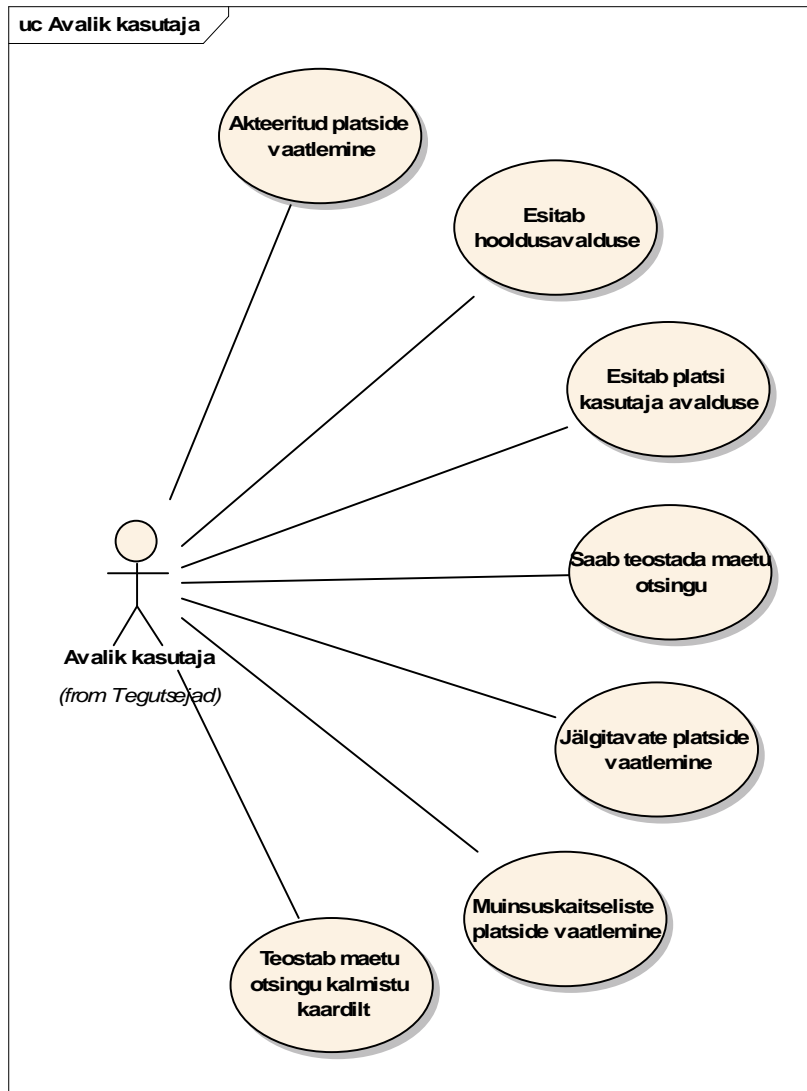 uc Avalik kasutaja
Akteeritud platside
vaatlemine
Esitab
hooldusavalduse
Esitab platsi
kasutaja avalduse
Saab teostada maetu
otsingu
Avalik kasutaja
(from Tegutsejad)
Jälgitavate platside
vaatlemine
Muinsuskaitseliste
platside vaatlemine
Teostab maetu
otsingu kalmistu
kaardilt